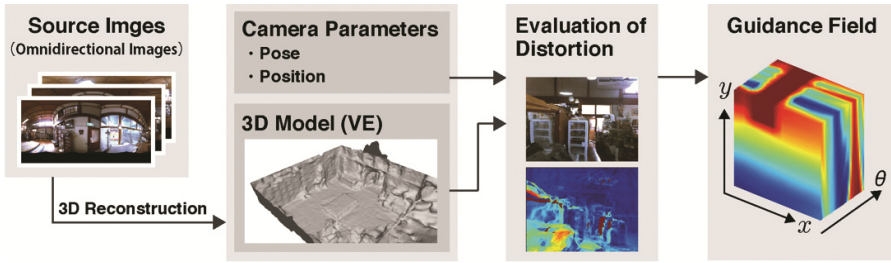 Source Imges
(Omnidirectional Images)
3D Reconstruction
Camera Parameters
・Pose
・Position
3D Model (VE)
Evaluation of
Distortion
Guidance Field
y
x
θ